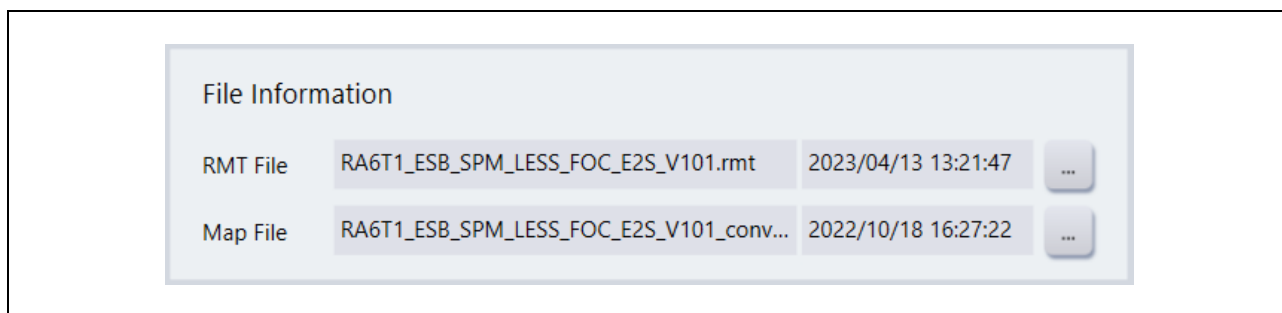 File Information
RMT File RA6T1_ESB_SPM_LESS_FOC_E2S_V101.rmt 2023/04/13 13:21:47 ...
Map File RA6T1_ESB_SPM_LESS_FOC_E2S_V101_conv... 2022/10/18 16:27:22 ...